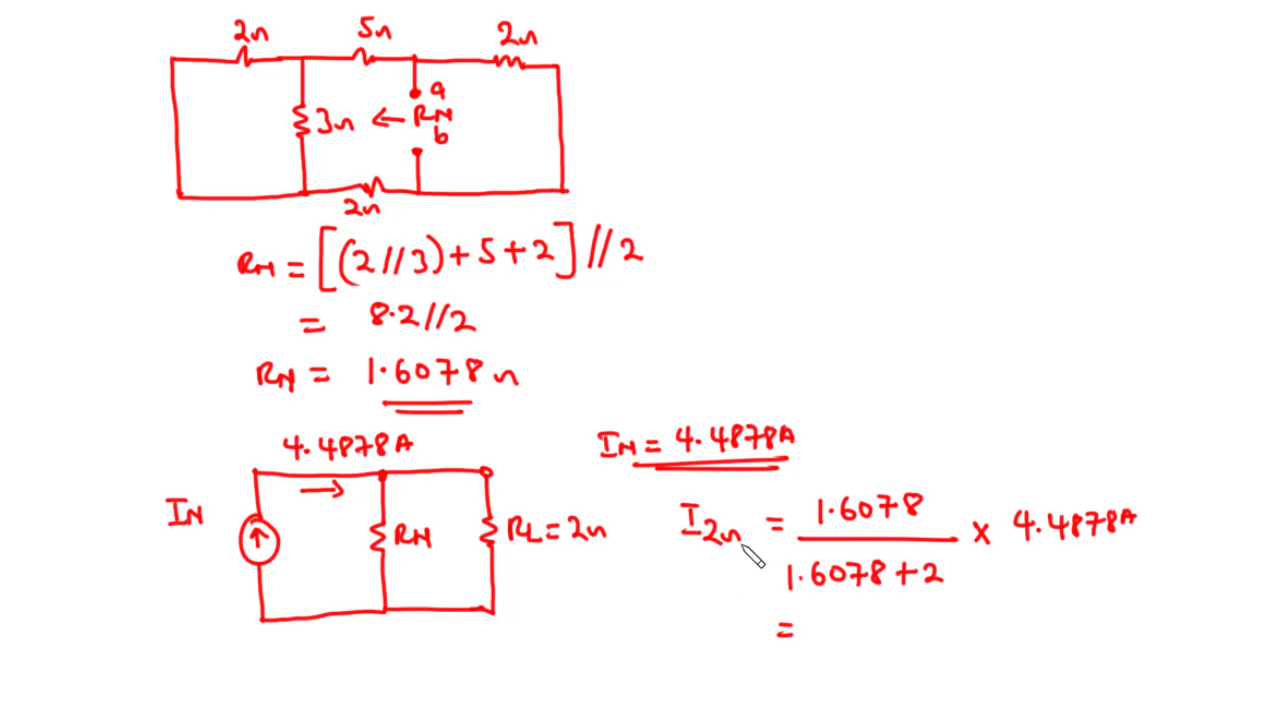 2Ω 5Ω 2Ω
a
3Ω ← RN
b
2Ω
RN = [(2//3)+5+2]//2
= 8.2//2
RN = 1.6078Ω
4.4878A
IN = 4.4878A
IN
RN
RL=2Ω
I2Ω = 1.6078 / 1.6078+2 × 4.4878A
=